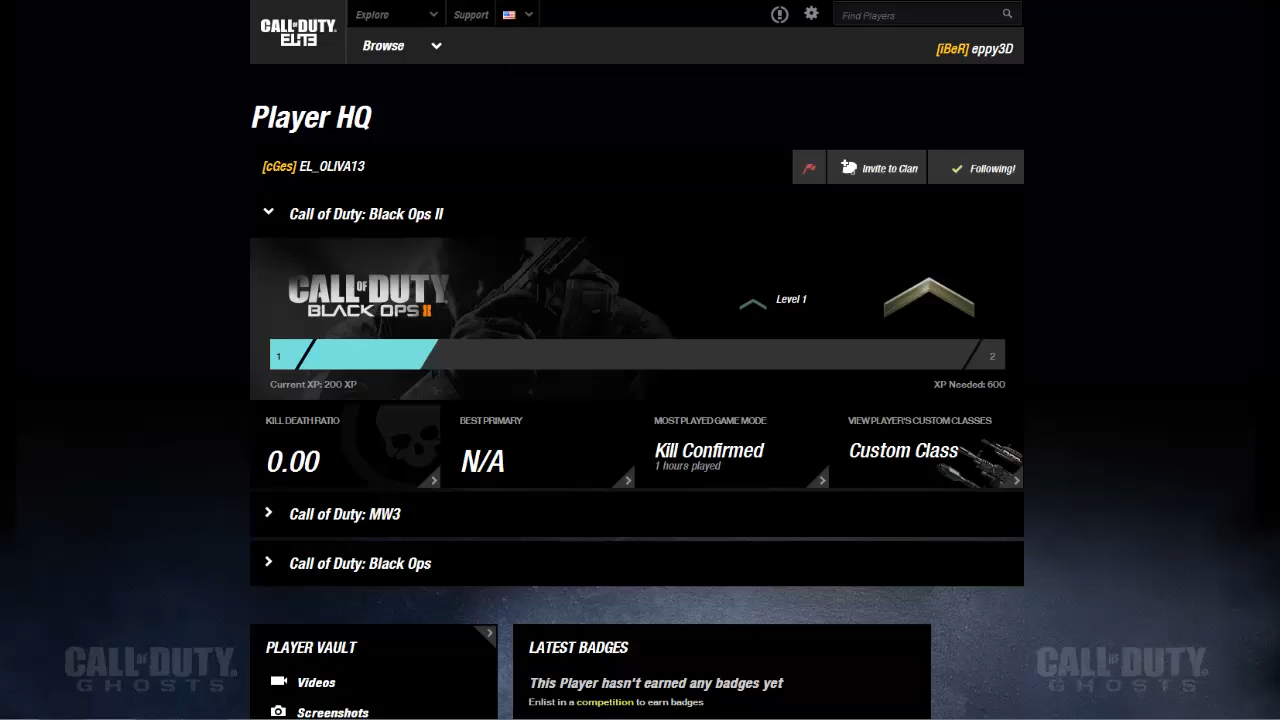 CALL OF DUTY.
ELITE
Explore
Support
Find Players
Browse
[iBeR] eppy3D
Player HQ
[cGes] EL_OLIVA13
Invite to Clan
Following!
Call of Duty: Black Ops II
CALL OF DUTY
BLACK OPS II
Level 1
1
2
Current XP: 200 XP
XP Needed: 600
KILL DEATH RATIO
BEST PRIMARY
MOST PLAYED GAME MODE
VIEW PLAYER'S CUSTOM CLASSES
0.00
N/A
Kill Confirmed
1 hours played
Custom Class
Call of Duty: MW3
Call of Duty: Black Ops
PLAYER VAULT
Videos
Screenshots
LATEST BADGES
This Player hasn't earned any badges yet
Enlist in a competition to earn badges
CALL OF DUTY.
GHOSTS
CALL OF DUTY.
GHOSTS